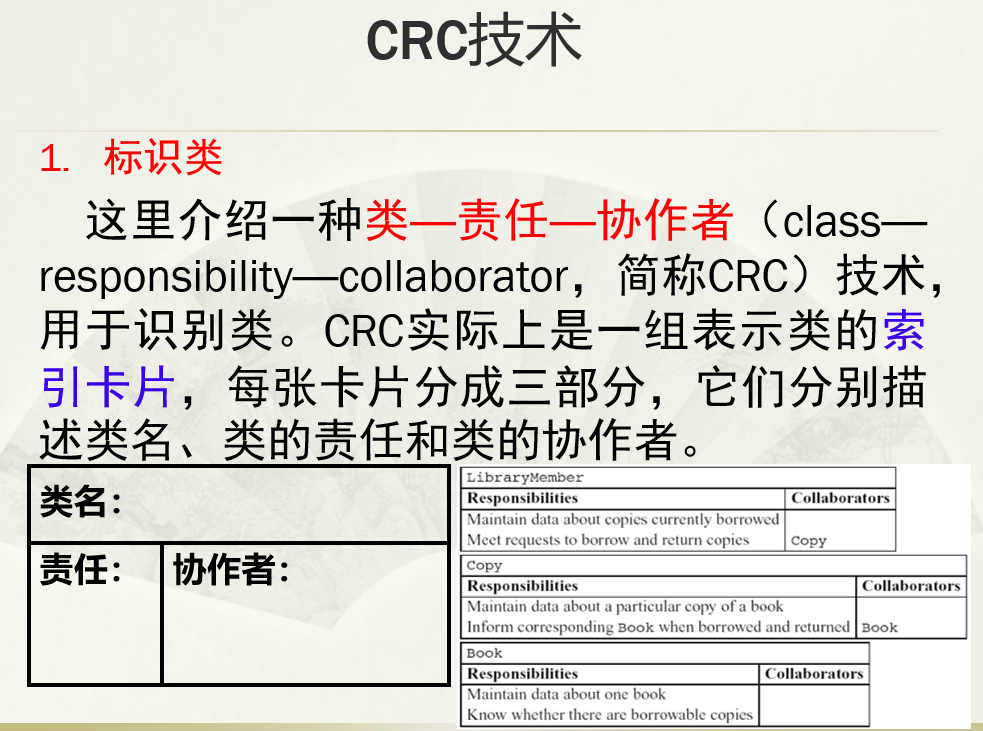 CRC技术
1. 标识类
这里介绍一种类—责任—协作者（class—
responsibility—collaborator，简称CRC）技术，
用于识别类。CRC实际上是一组表示类的索
引卡片，每张卡片分成三部分，它们分别描
述类名、类的责任和类的协作者。
类名：
责任： 协作者：
LibraryMember
Responsibilities Collaborators
Maintain data about copies currently borrowed
Meet requests to borrow and return copies Copy
Copy
Responsibilities Collaborators
Maintain data about a particular copy of a book
Inform corresponding Book when borrowed and returned Book
Book
Responsibilities Collaborators
Maintain data about one book
Know whether there are borrowable copies